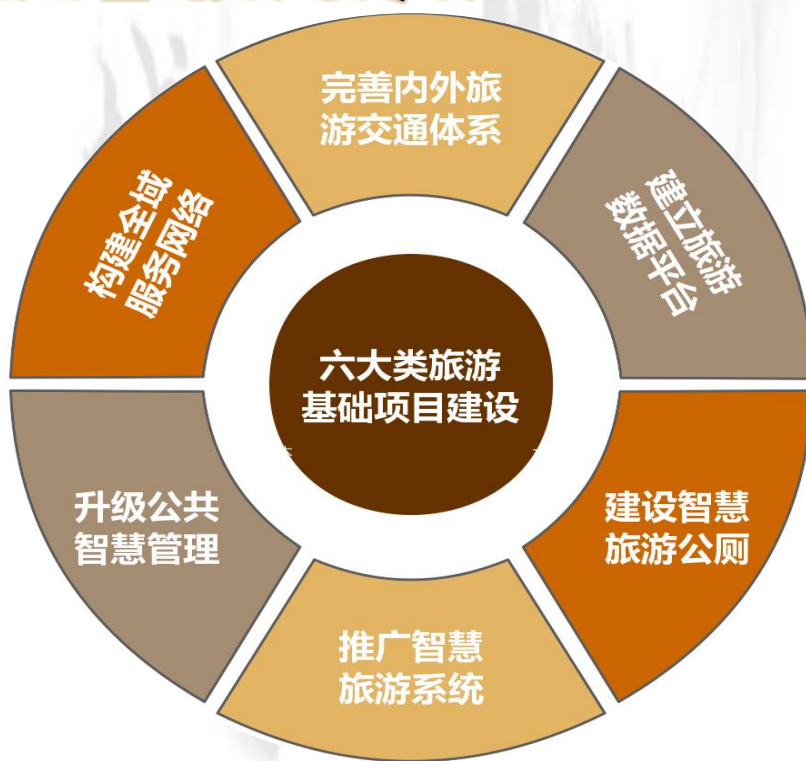 完善内外旅
游交通体系
建立旅游
数据平台
建设智慧
旅游公厕
推广智慧
旅游系统
升级公共
智慧管理
构建全域
服务网络
六大类旅游
基础项目建设